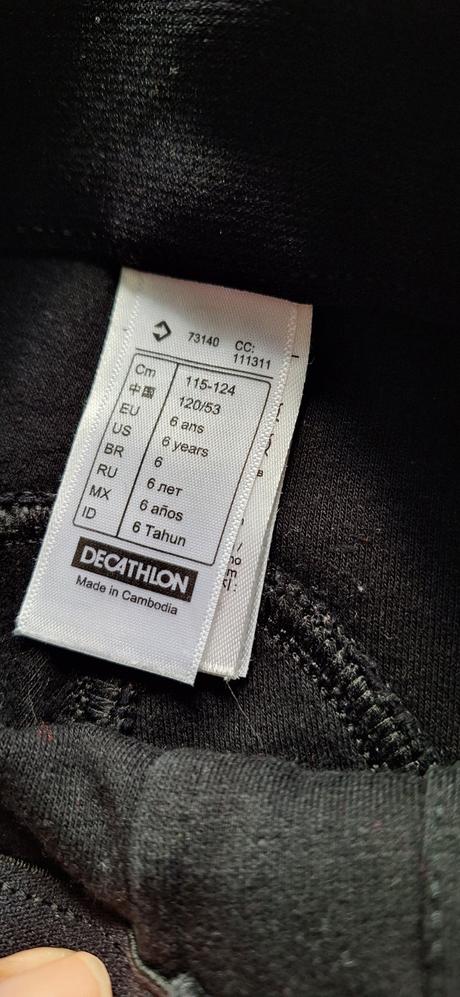 73140 CC:
111311
Cm 115-124
中国 120/53
EU 6 ans
US 6 years
BR 6
RU 6 лет
MX 6 años
ID 6 Tahun
DECATHLON
Made in Cambodia